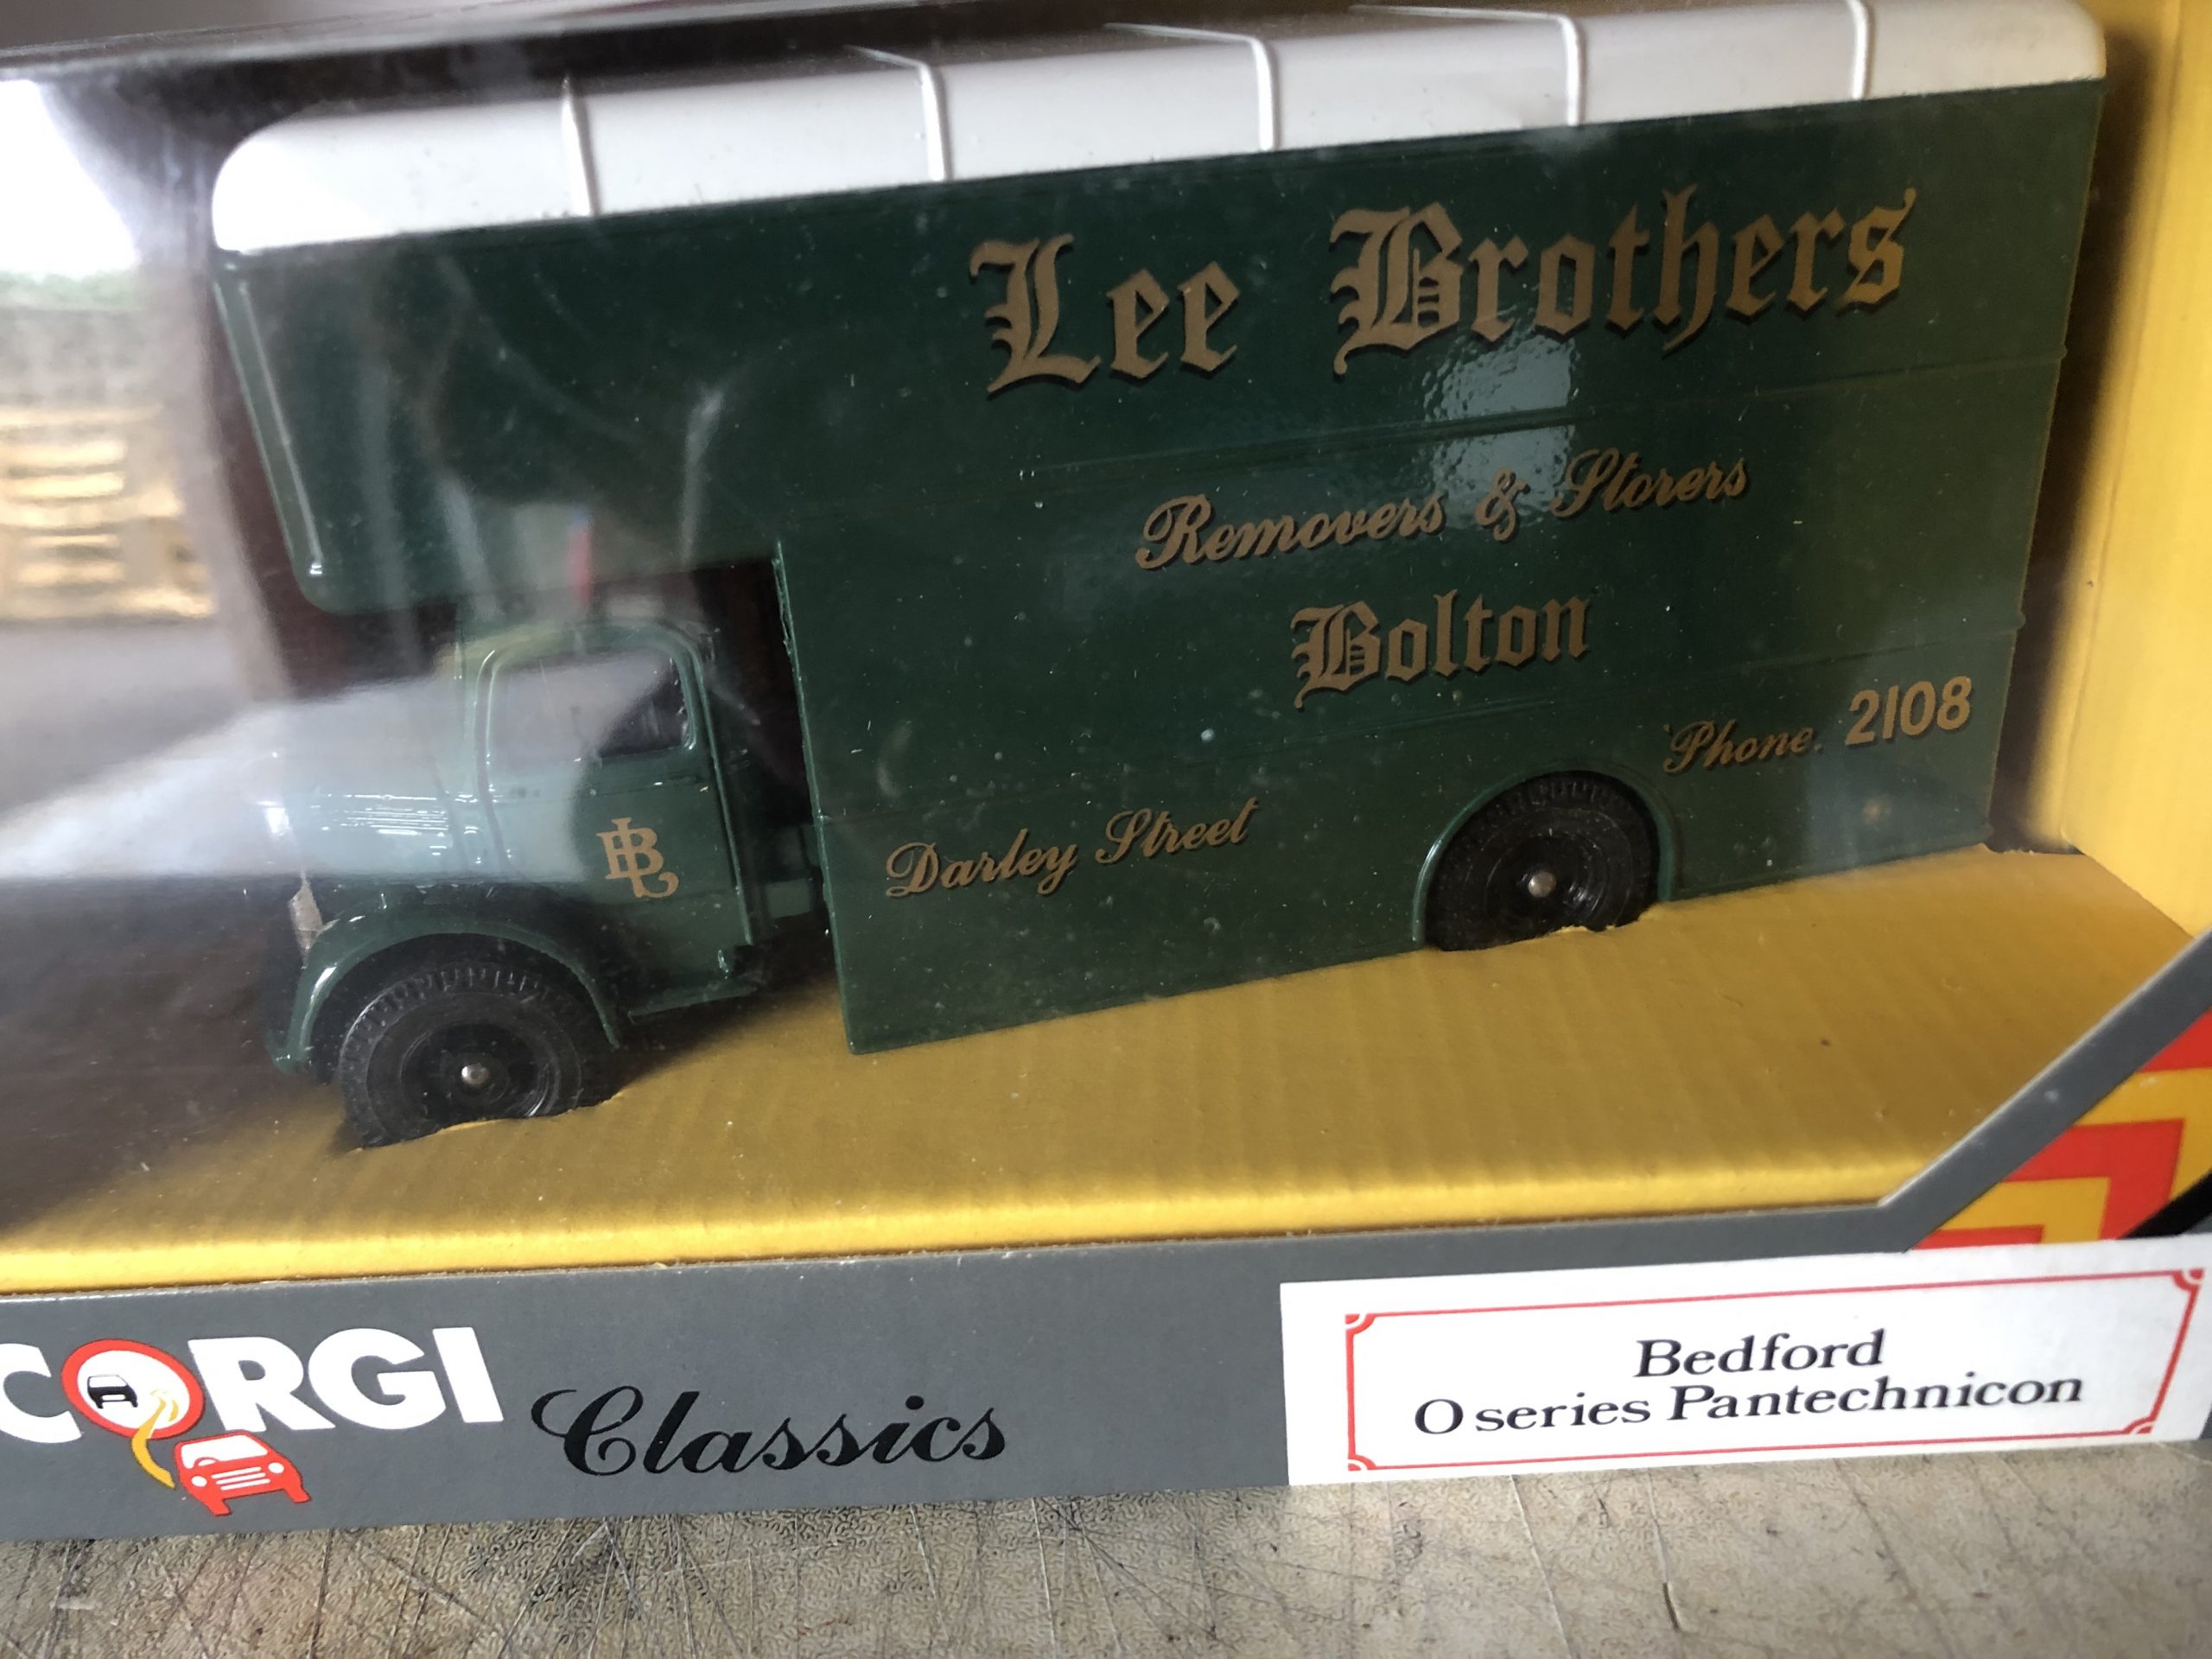 Lee Brothers
Removers & Storers
Bolton
Phone. 2108
Darley Street
LB
CORGI Classics
Bedford
O series Pantechnicon